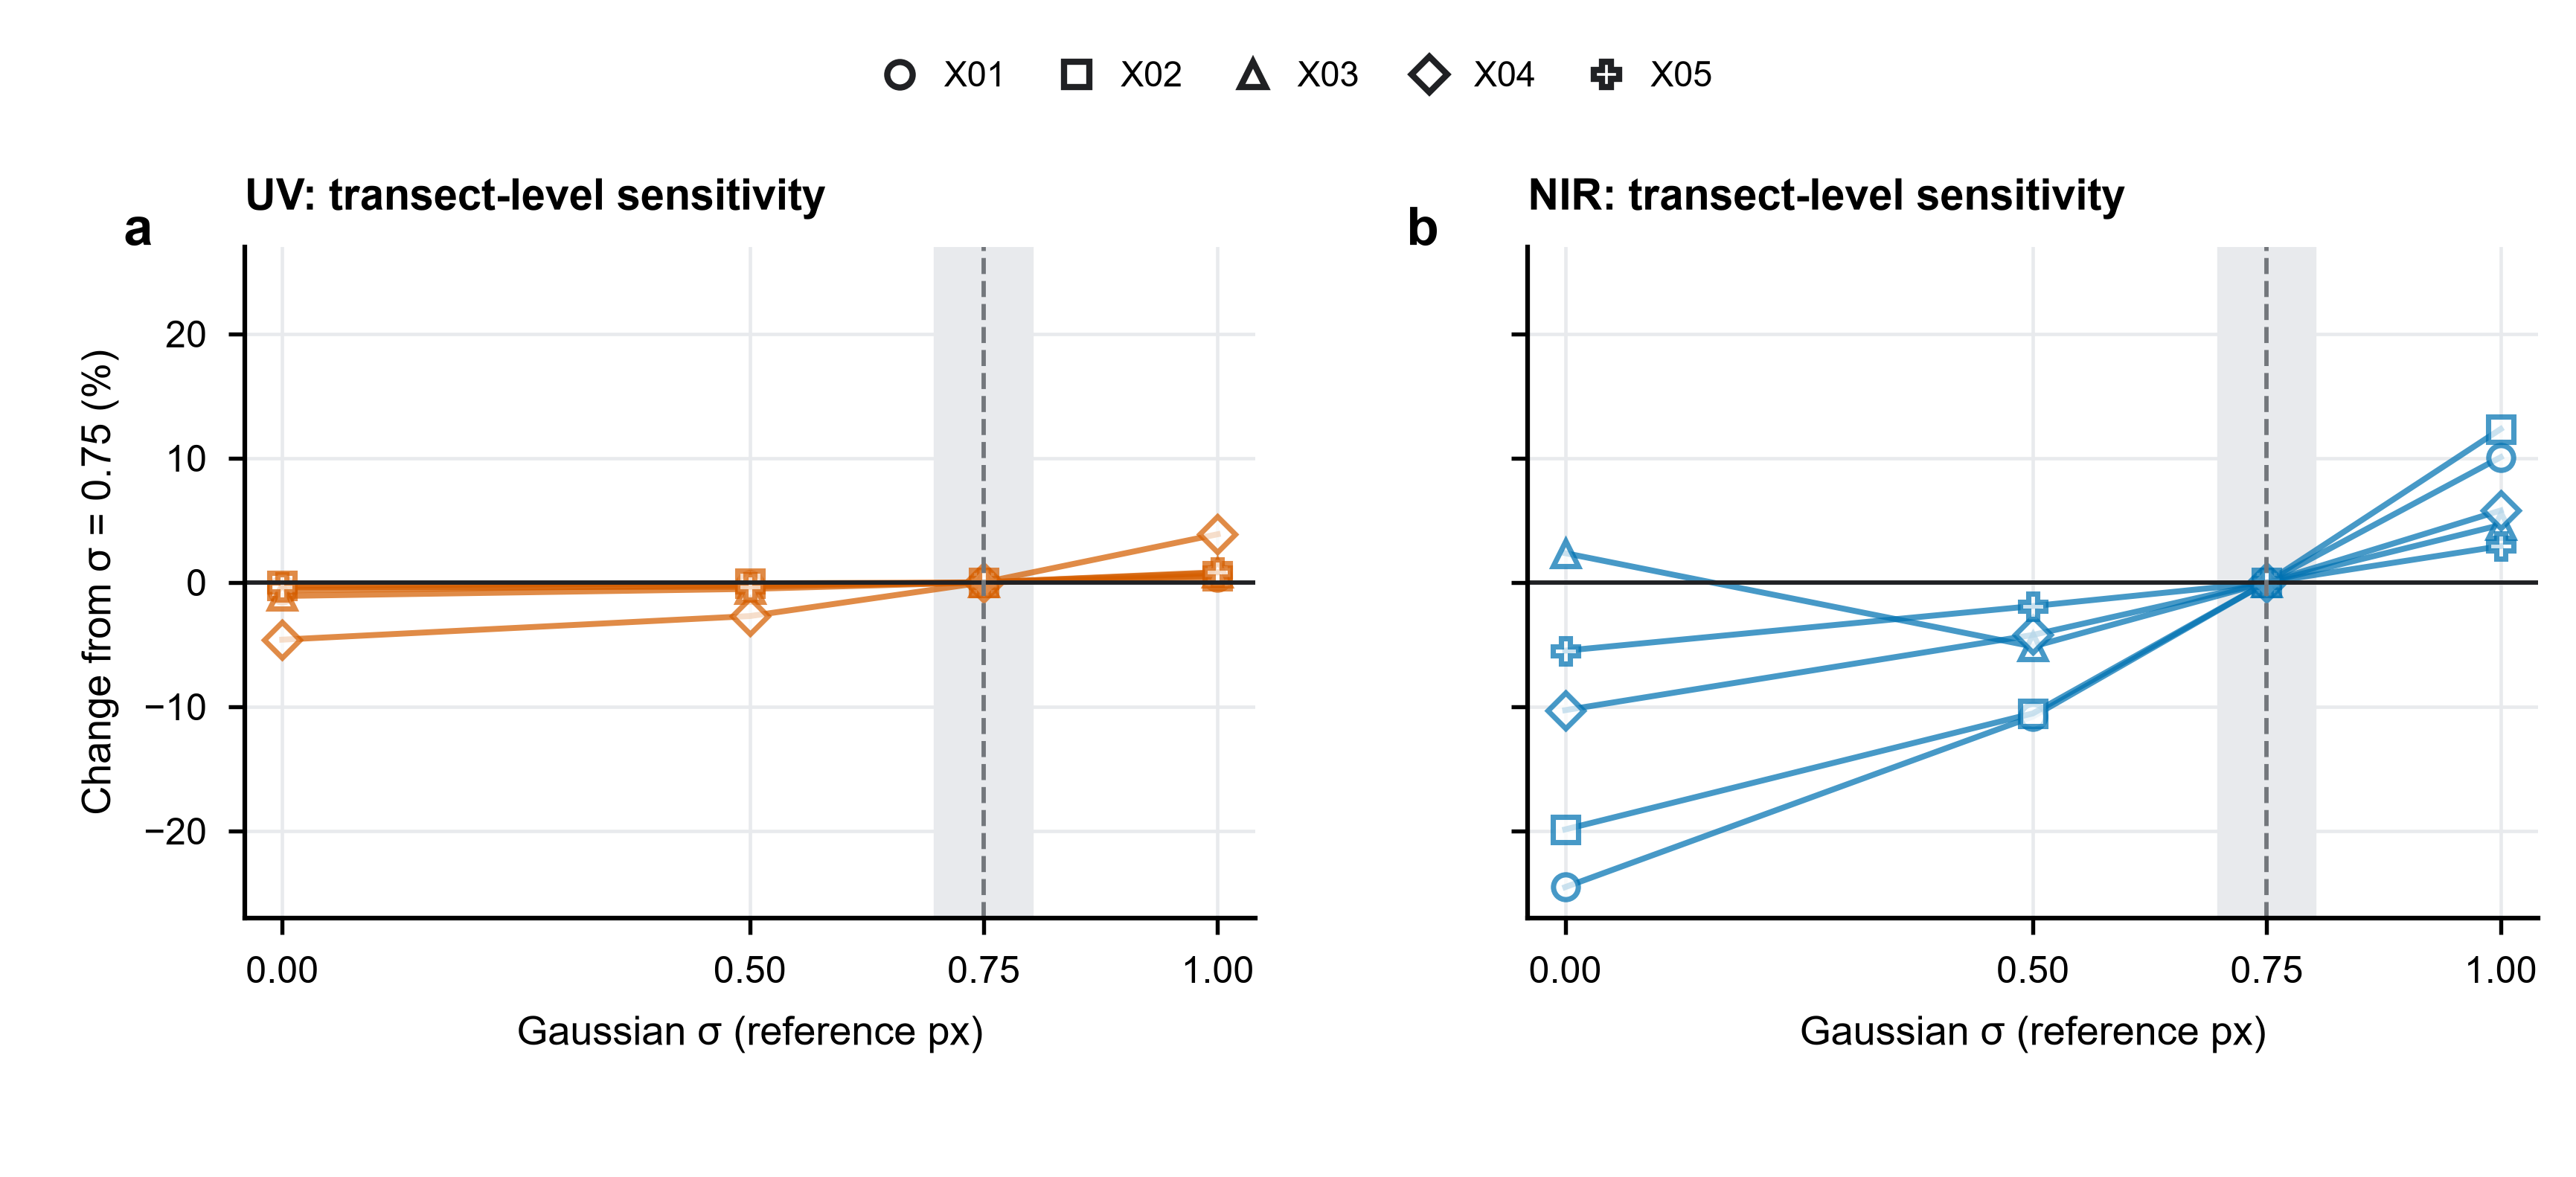 X01 X02 X03 X04 X05
a
UV: transect-level sensitivity
Change from σ = 0.75 (%)
20
10
0
−10
−20
0.00 0.50 0.75 1.00
Gaussian σ (reference px)
b
NIR: transect-level sensitivity
0.00 0.50 0.75 1.00
Gaussian σ (reference px)